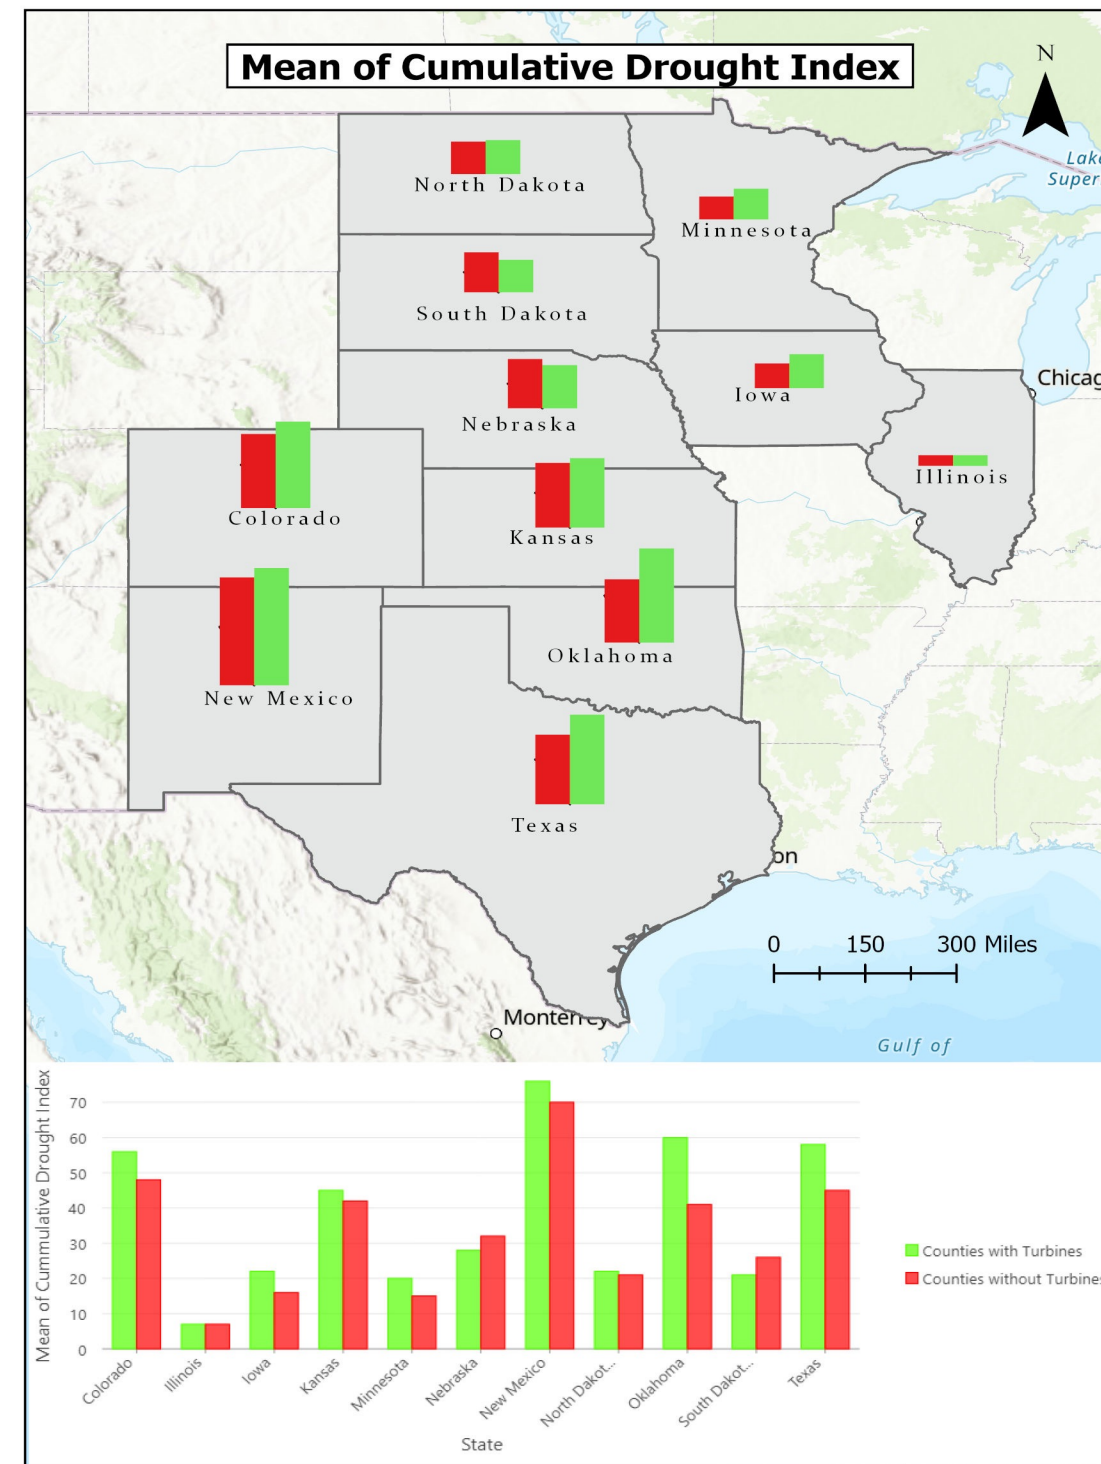 Mean of Cumulative Drought Index
N
Lake
Super
North Dakota
Minnesota
South Dakota
Iowa
Chicag
Nebraska
Illinois
Colorado
Kansas
Oklahoma
New Mexico
Texas
on
0 150 300 Miles
Monterrey
Gulf of
Mean of Cummulative Drought Index
70
60
50
40
30
20
10
0
Counties with Turbines
Counties without Turbines
Colorado
Illinois
Iowa
Kansas
Minnesota
Nebraska
New Mexico
North Dakot...
Oklahoma
South Dakot...
Texas
State